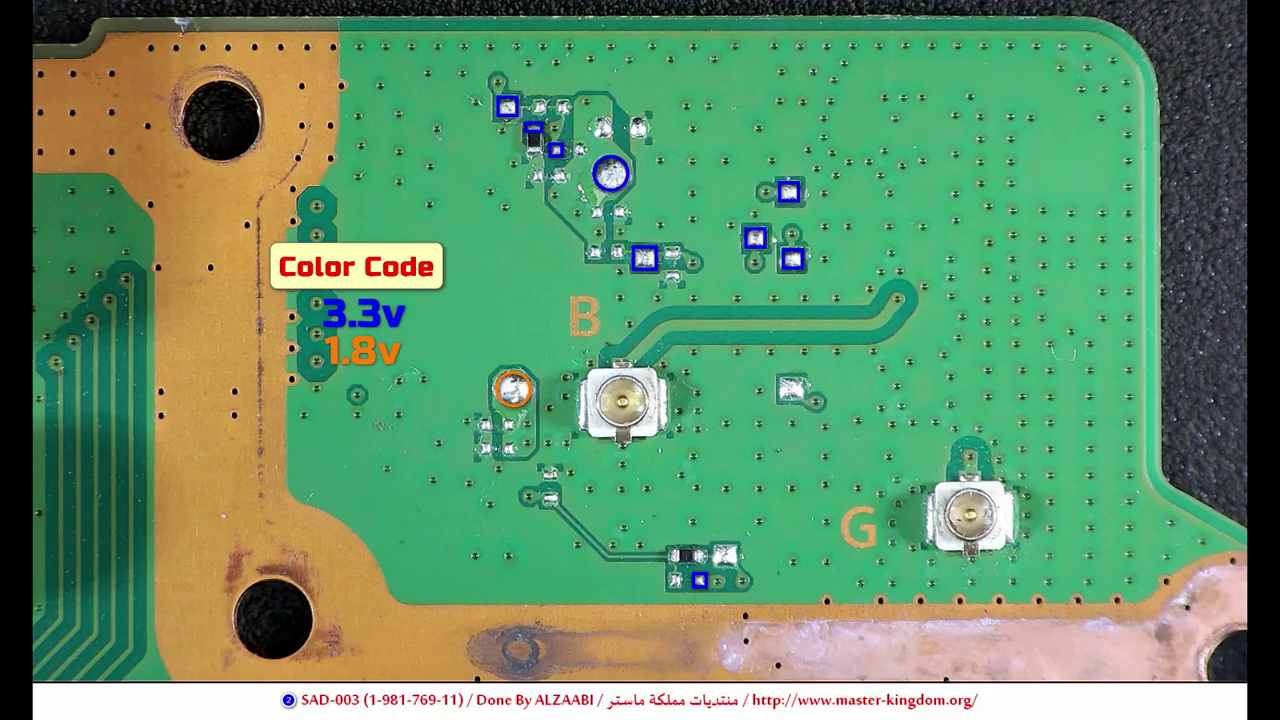 Color Code
3.3v
1.8v
B
G
2 SAD-003 (1-981-769-11) / Done By ALZAABI / منتديات مملكة ماستر / http://www.master-kingdom.org/